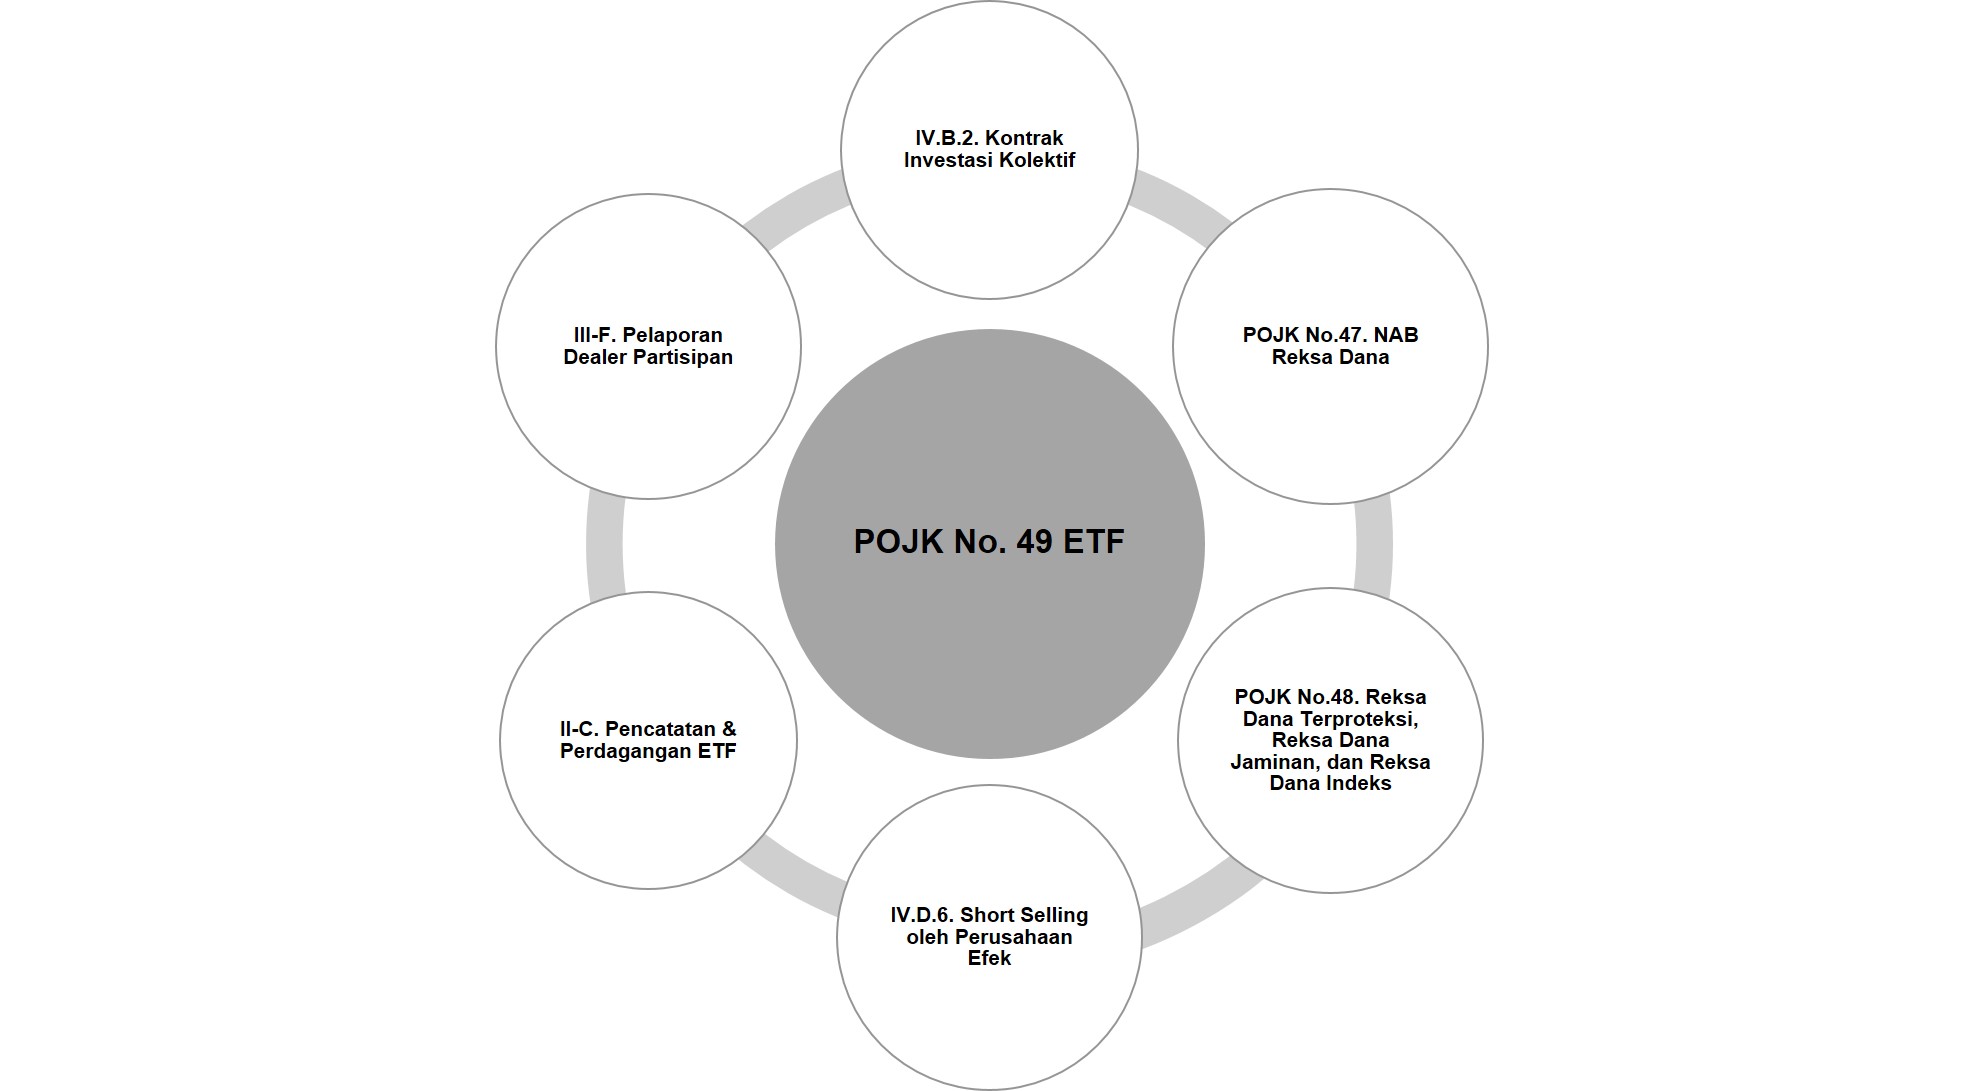 IV.B.2. Kontrak
Investasi Kolektif
POJK No.47. NAB
Reksa Dana
POJK No.48. Reksa
Dana Terproteksi,
Reksa Dana
Jaminan, dan Reksa
Dana Indeks
IV.D.6. Short Selling
oleh Perusahaan
Efek
II-C. Pencatatan &
Perdagangan ETF
III-F. Pelaporan
Dealer Partisipan
POJK No. 49 ETF